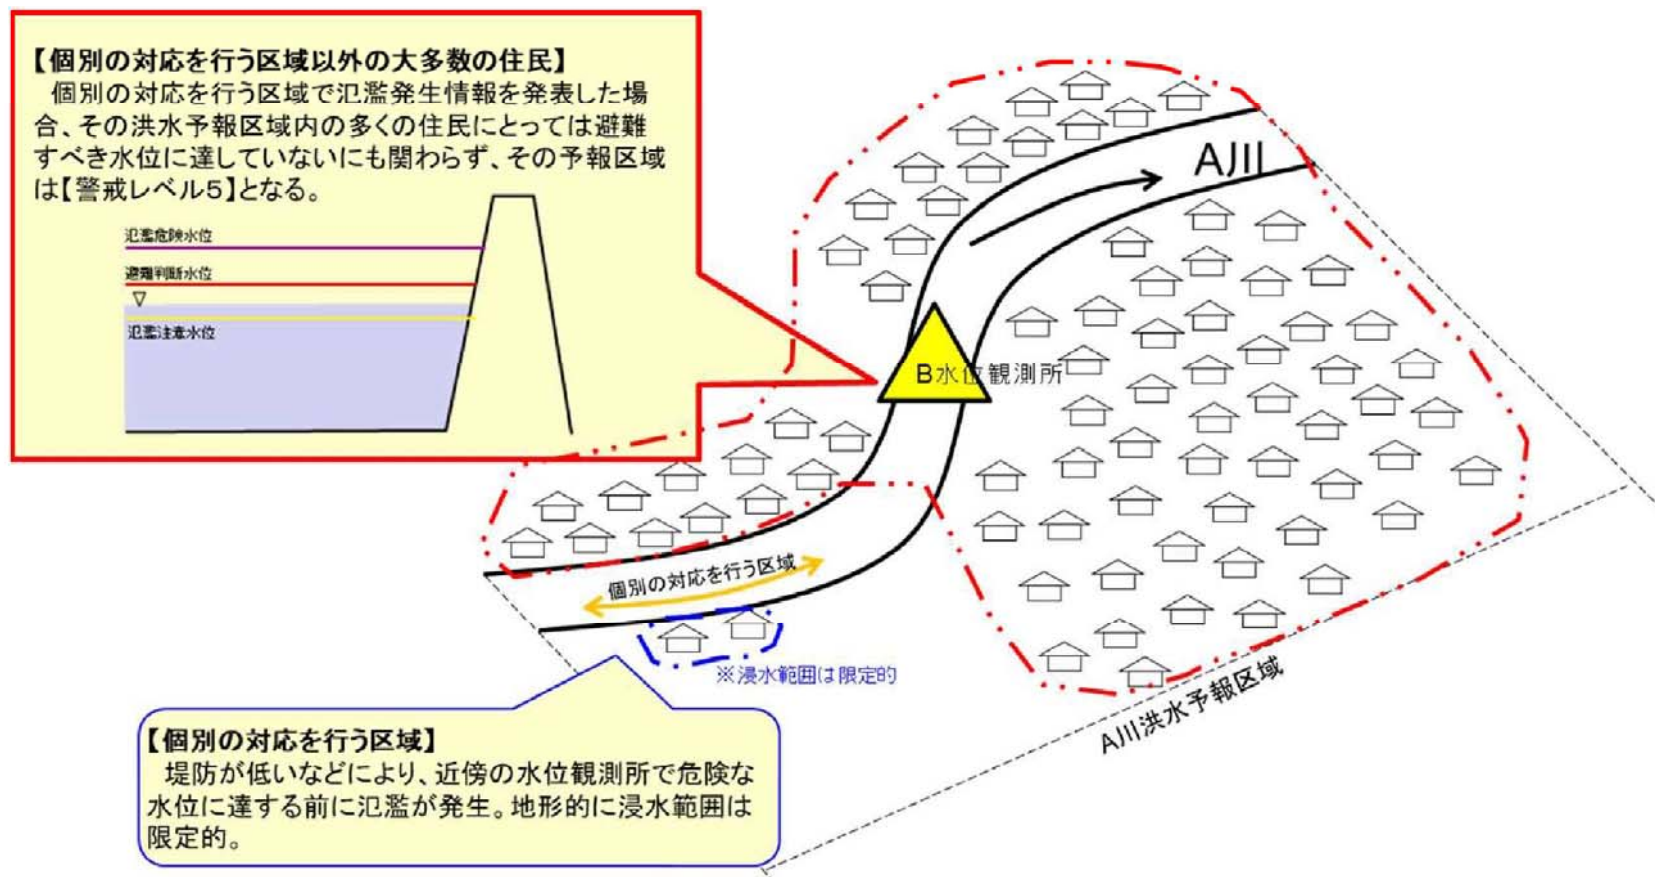 【個別の対応を行う区域以外の大多数の住民】
個別の対応を行う区域で氾濫発生情報を発表した場
合、その洪水予報区域内の多くの住民にとっては避難
すべき水位に達していないにも関わらず、その予報区域
は【警戒レベル5】となる。
氾濫危険水位
避難判断水位
▽
氾濫注意水位
A川
B水位観測所
個別の対応を行う区域
※浸水範囲は限定的
A川洪水予報区域
【個別の対応を行う区域】
堤防が低いなどにより、近傍の水位観測所で危険な
水位に達する前に氾濫が発生。地形的に浸水範囲は
限定的。